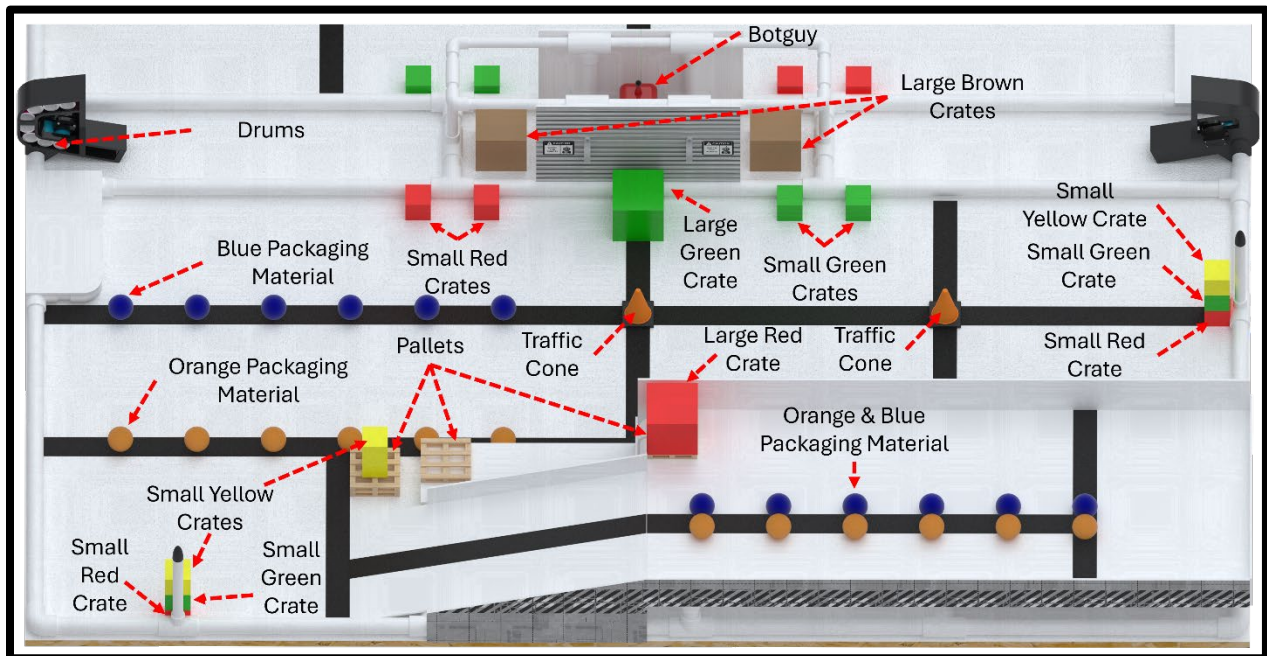 Botguy
Large Brown
Crates
Drums
Small
Yellow Crate
Small Green
Crate
Small Red
Crate
Large
Green
Crate
Small Red
Crates
Small Green
Crates
Blue Packaging
Material
Traffic
Cone
Large Red
Crate
Traffic
Cone
Pallets
Orange Packaging
Material
Orange & Blue
Packaging Material
Small Yellow
Crates
Small
Red
Crate
Small
Green
Crate